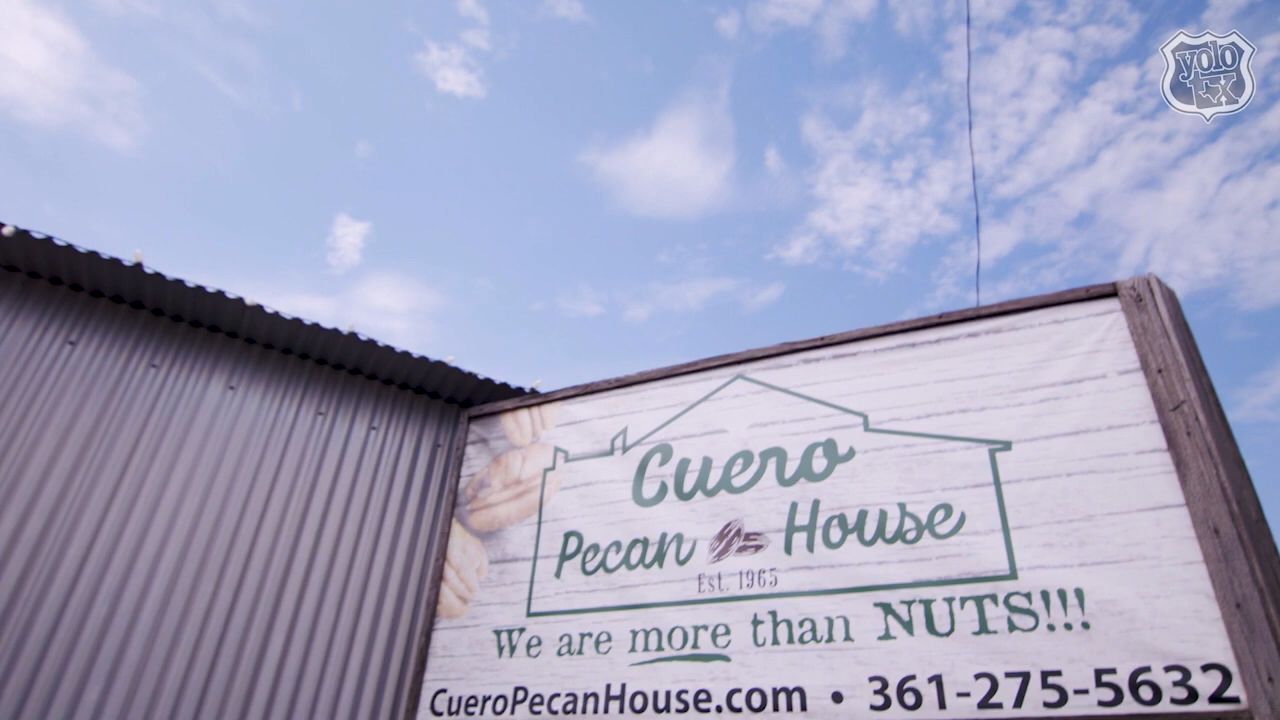 yolo
TX
Cuero
Pecan House
Est. 1965
We are more than NUTS!!!
CueroPecanHouse.com • 361-275-5632